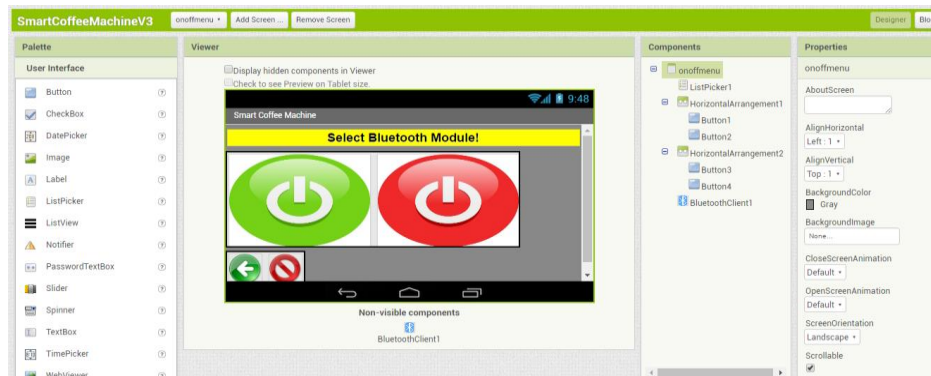 SmartCoffeeMachineV3
onoffmenu
Add Screen ...
Remove Screen
Designer
Blo
Palette
User Interface
Button
CheckBox
DatePicker
Image
Label
ListPicker
ListView
Notifier
PasswordTextBox
Slider
Spinner
TextBox
TimePicker
WebViewer
Viewer
Display hidden components in Viewer
Check to see Preview on Tablet size.
9:48
Smart Coffee Machine
Select Bluetooth Module!
Non-visible components
BluetoothClient1
Components
onoffmenu
ListPicker1
HorizontalArrangement1
Button1
Button2
HorizontalArrangement2
Button3
Button4
BluetoothClient1
Properties
onoffmenu
AboutScreen
AlignHorizontal
Left : 1
AlignVertical
Top : 1
BackgroundColor
Gray
BackgroundImage
None...
CloseScreenAnimation
Default
OpenScreenAnimation
Default
ScreenOrientation
Landscape
Scrollable